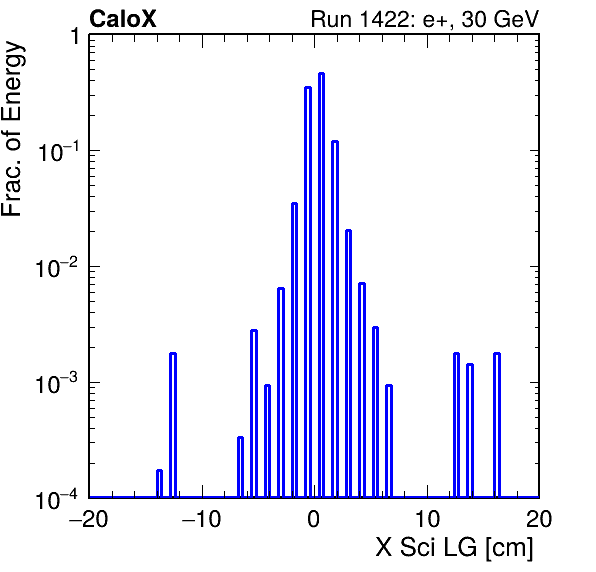 CaloX Run 1422: e+, 30 GeV
Frac. of Energy
1
10⁻¹
10⁻²
10⁻³
10⁻⁴
−20 −10 0 10 20
X Sci LG [cm]